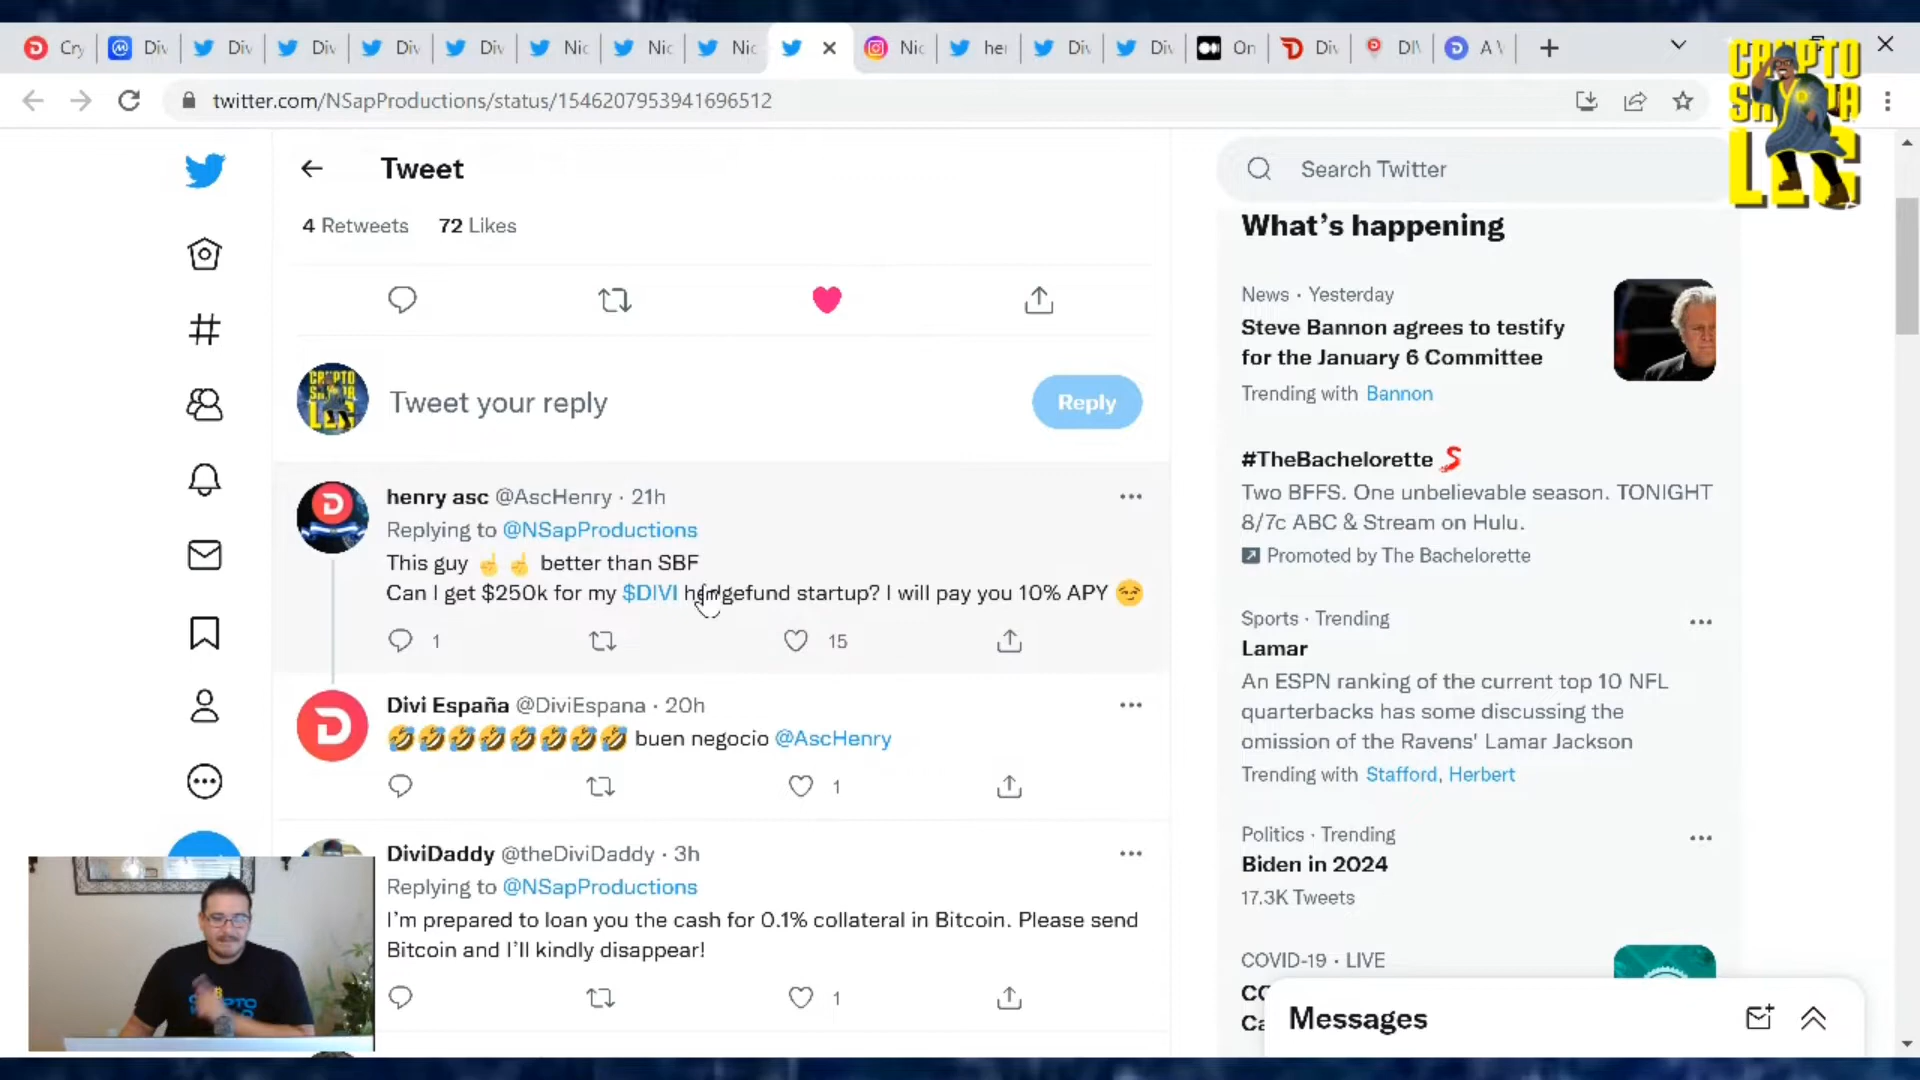 Cry
Div
Div
Div
Div
Div
Nic
Nic
Nic
Nic
he
Div
Div
On
Div
DIV
A
twitter.com/NSapProductions/status/1546207953941696512
CRYPTO
LEO
Tweet
4 Retweets 72 Likes
Tweet your reply
Reply
henry asc @AscHenry · 21h
Replying to @NSapProductions
This guy ☝️ ☝️ better than SBF
Can I get $250k for my $DIVI hedgefund startup? I will pay you 10% APY 😏
1
15
Divi España @DiviEspana · 20h
🤣🤣🤣🤣🤣🤣🤣🤣 buen negocio @AscHenry
1
DiviDaddy @theDiviDaddy · 3h
Replying to @NSapProductions
I'm prepared to loan you the cash for 0.1% collateral in Bitcoin. Please send
Bitcoin and I'll kindly disappear!
1
Search Twitter
What's happening
News · Yesterday
Steve Bannon agrees to testify
for the January 6 Committee
Trending with Bannon
#TheBachelorette
Two BFFS. One unbelievable season. TONIGHT
8/7c ABC & Stream on Hulu.
Promoted by The Bachelorette
Sports · Trending
Lamar
An ESPN ranking of the current top 10 NFL
quarterbacks has some discussing the
omission of the Ravens' Lamar Jackson
Trending with Stafford, Herbert
Politics · Trending
Biden in 2024
17.3K Tweets
COVID-19 · LIVE
Messages